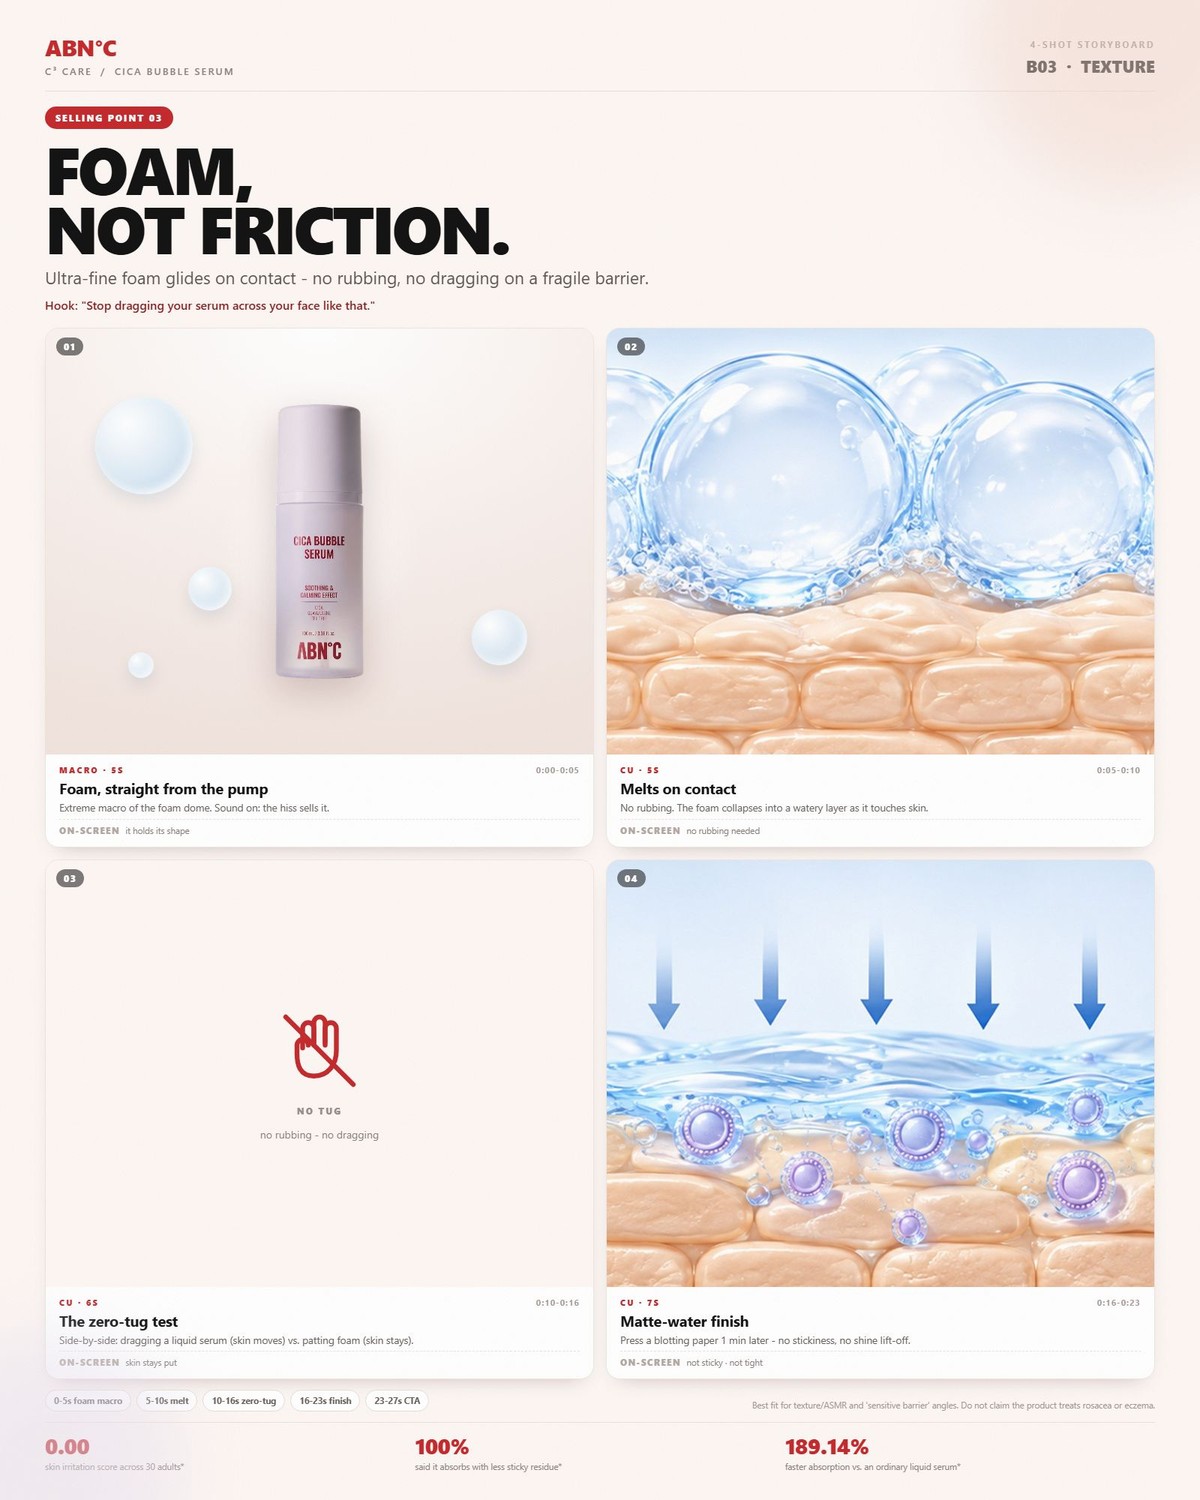 ABN°C
C³ CARE / CICA BUBBLE SERUM
4-SHOT STORYBOARD
B03 · TEXTURE
SELLING POINT 03
FOAM,
NOT FRICTION.
Ultra-fine foam glides on contact - no rubbing, no dragging on a fragile barrier.
Hook: "Stop dragging your serum across your face like that."
01
CICA BUBBLE
SERUM
SOOTHING &
CALMING EFFECT
ABN°C
MACRO · 5S
0:00-0:05
Foam, straight from the pump
Extreme macro of the foam dome. Sound on: the hiss sells it.
ON-SCREEN it holds its shape
02
CU · 5S
0:05-0:10
Melts on contact
No rubbing. The foam collapses into a watery layer as it touches skin.
ON-SCREEN no rubbing needed
03
NO TUG
no rubbing - no dragging
CU · 6S
0:10-0:16
The zero-tug test
Side-by-side: dragging a liquid serum (skin moves) vs. patting foam (skin stays).
ON-SCREEN skin stays put
04
CU · 7S
0:16-0:23
Matte-water finish
Press a blotting paper 1 min later - no stickiness, no shine lift-off.
ON-SCREEN not sticky · not tight
0-5s foam macro
5-10s melt
10-16s zero-tug
16-23s finish
23-27s CTA
Best fit for texture/ASMR and 'sensitive barrier' angles. Do not claim the product treats rosacea or eczema.
0.00
skin irritation score across 30 adults*
100%
said it absorbs with less sticky residue*
189.14%
faster absorption vs. an ordinary liquid serum*